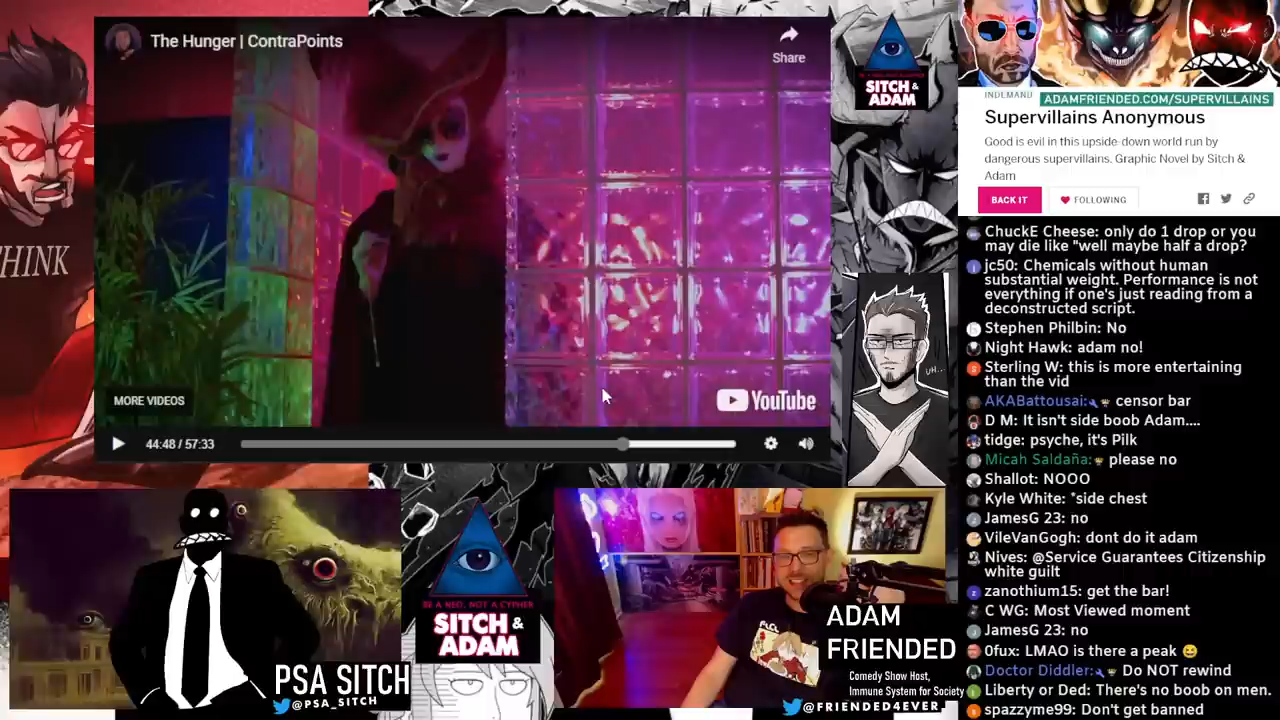 The Hunger | ContraPoints
Share
MORE VIDEOS
YouTube
44:48 / 57:33
THINK
BE A NEO, NOT A CYPHER
SITCH &
ADAM
UH...
INDEMAND
ADAMFRIENDED.COM/SUPERVILLAINS
Supervillains Anonymous
Good is evil in this upside-down world run by
dangerous supervillains. Graphic Novel by Sitch &
Adam
BACK IT
FOLLOWING
ChuckE Cheese: only do 1 drop or you
may die like "well maybe half a drop?
jc50: Chemicals without human
substantial weight. Performance is not
everything if one's just reading from a
deconstructed script.
Stephen Philbin: No
Night Hawk: adam no!
Sterling W: this is more entertaining
than the vid
AKABattousai: censor bar
D M: It isn't side boob Adam....
tidge: psyche, it's Pilk
Micah Saldaña: please no
Shallot: NOOO
Kyle White: *side chest
JamesG 23: no
VileVanGogh: dont do it adam
Nives: @Service Guarantees Citizenship
white guilt
zanothium15: get the bar!
C WG: Most Viewed moment
JamesG 23: no
0fux: LMAO is there a peak 😄
Doctor Diddler: Do NOT rewind
Liberty or Ded: There's no boob on men.
spazzyme99: Don't get banned
PSA SITCH
@PSA_SITCH
BE A NEO, NOT A CYPHER
SITCH &
ADAM
ADAM
FRIENDED
Comedy Show Host,
Immune System for Society
@FRIENDED4EVER